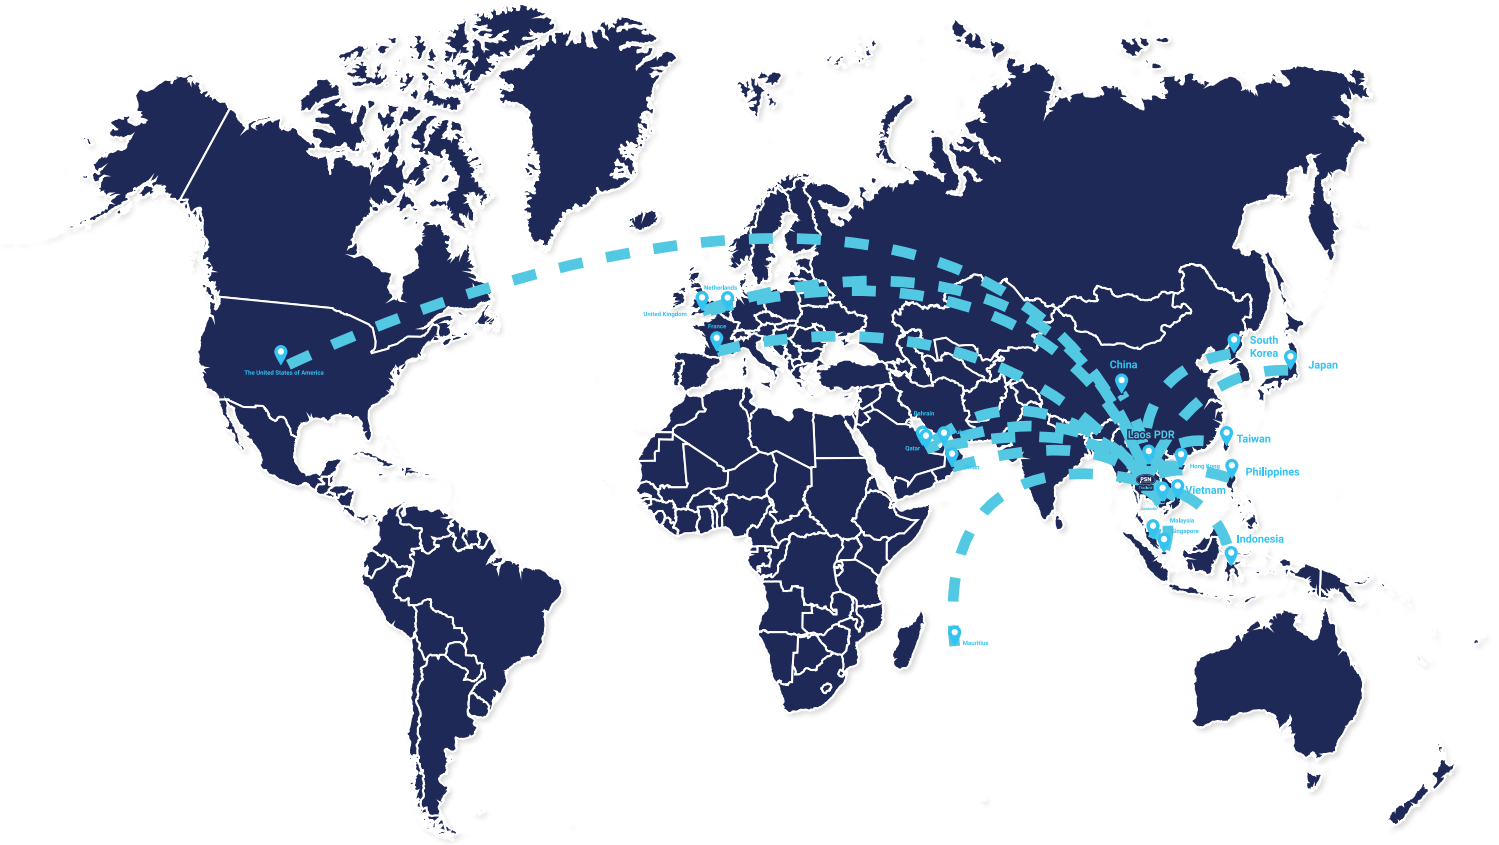 Netherlands
United Kingdom
France
The United States of America
South
Korea
China
Japan
Bahrain
Laos PDR
Taiwan
Qatar
Hong Kong
Philippines
PSN
Vietnam
Malaysia
Singapore
Indonesia
Mauritius